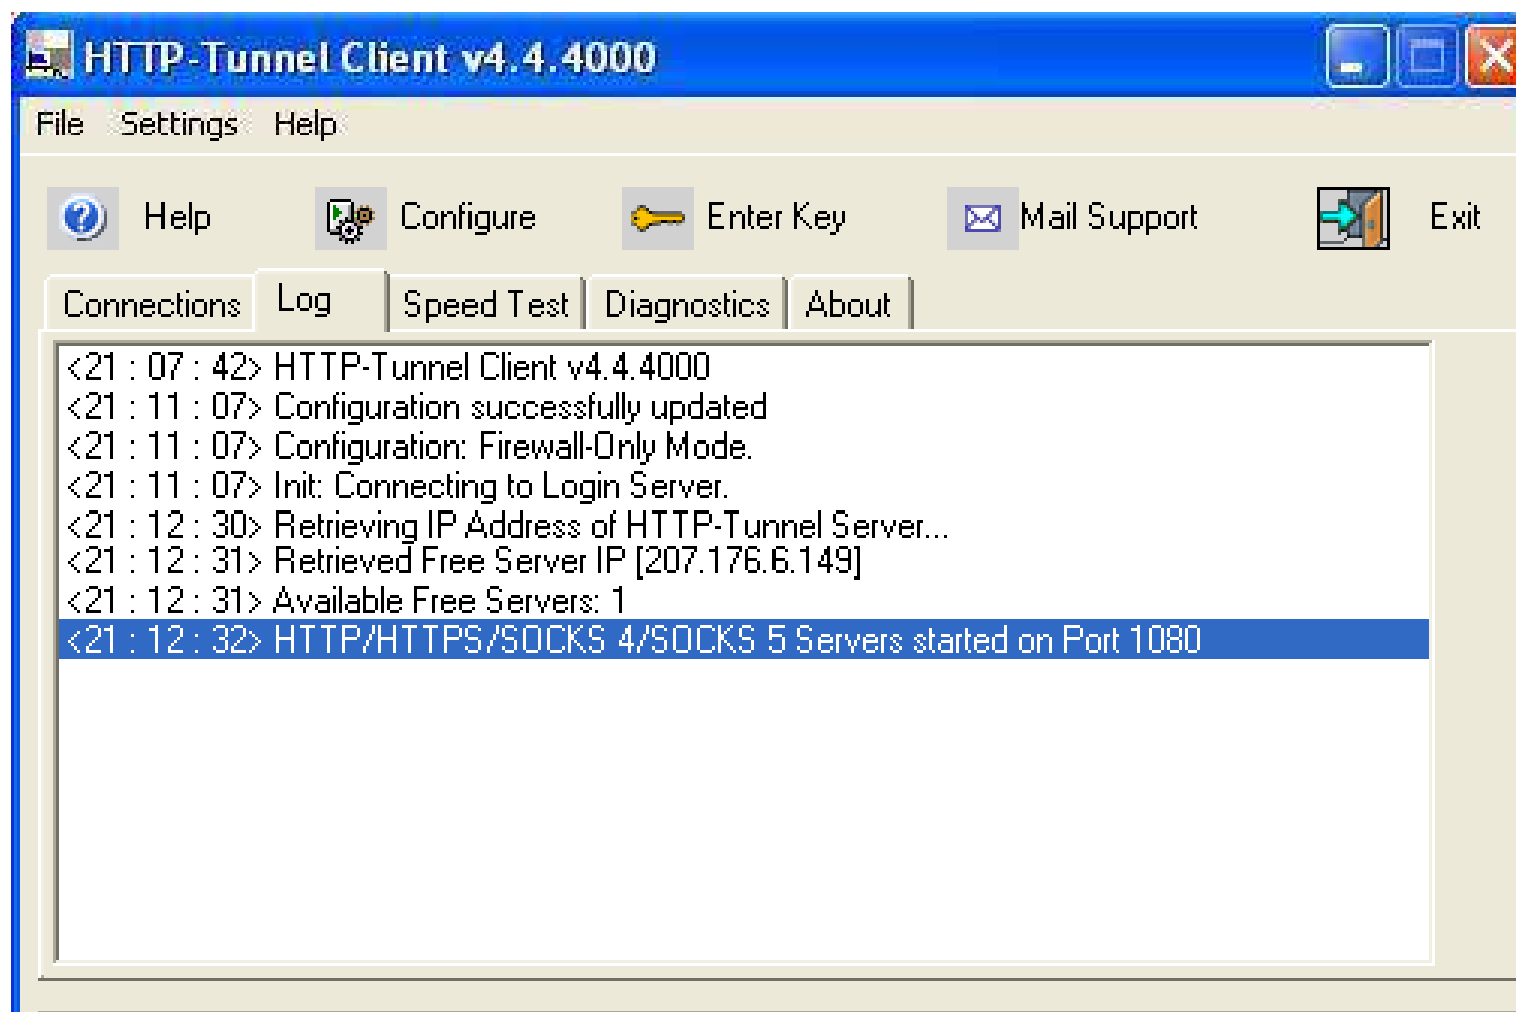 HTTP-Tunnel Client v4.4.4000
File Settings Help
Help Configure Enter Key Mail Support Exit
Connections Log Speed Test Diagnostics About
<21 : 07 : 42> HTTP-Tunnel Client v4.4.4000
<21 : 11 : 07> Configuration successfully updated
<21 : 11 : 07> Configuration: Firewall-Only Mode.
<21 : 11 : 07> Init: Connecting to Login Server.
<21 : 12 : 30> Retrieving IP Address of HTTP-Tunnel Server...
<21 : 12 : 31> Retrieved Free Server IP [207.176.6.149]
<21 : 12 : 31> Available Free Servers: 1
<21 : 12 : 32> HTTP/HTTPS/SOCKS 4/SOCKS 5 Servers started on Port 1080